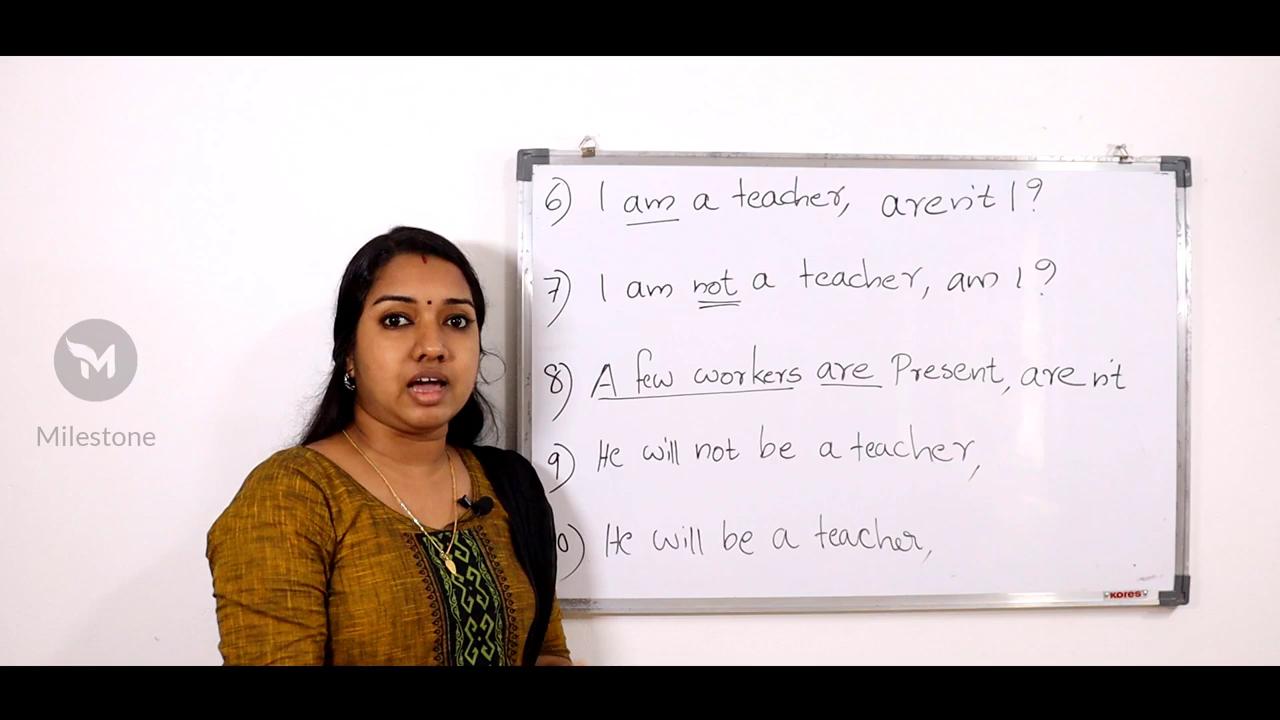 6) I am a teacher, aren't I?
7) I am not a teacher, am I?
8) A few workers are Present, aren't
9) He will not be a teacher,
0) He will be a teacher,
KORES
Milestone